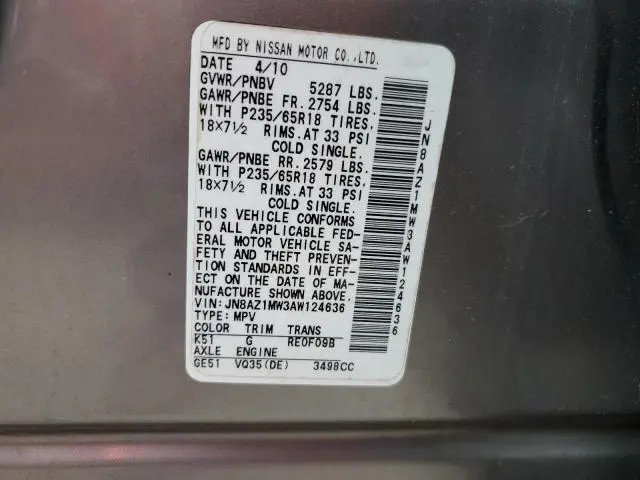 MFD BY NISSAN MOTOR CO.,LTD.
DATE 4/10
GVWR/PNBV 5287 LBS.
GAWR/PNBE FR. 2754 LBS.
WITH P235/65R18 TIRES,
18×7½ RIMS.AT 33 PSI
COLD SINGLE.
GAWR/PNBE RR. 2579 LBS.
WITH P235/65R18 TIRES,
18×7½ RIMS.AT 33 PSI
COLD SINGLE.
THIS VEHICLE CONFORMS
TO ALL APPLICABLE FED-
ERAL MOTOR VEHICLE SA-
FETY AND THEFT PREVEN-
TION STANDARDS IN EFF-
ECT ON THE DATE OF MA-
NUFACTURE SHOWN ABOVE.
VIN:JN8AZ1MW3AW124636
TYPE:MPV
COLOR TRIM TRANS
K51 G RE0F09B
AXLE ENGINE
GE51 VQ35(DE) 3498CC
JN8AZ1MW3AW124636